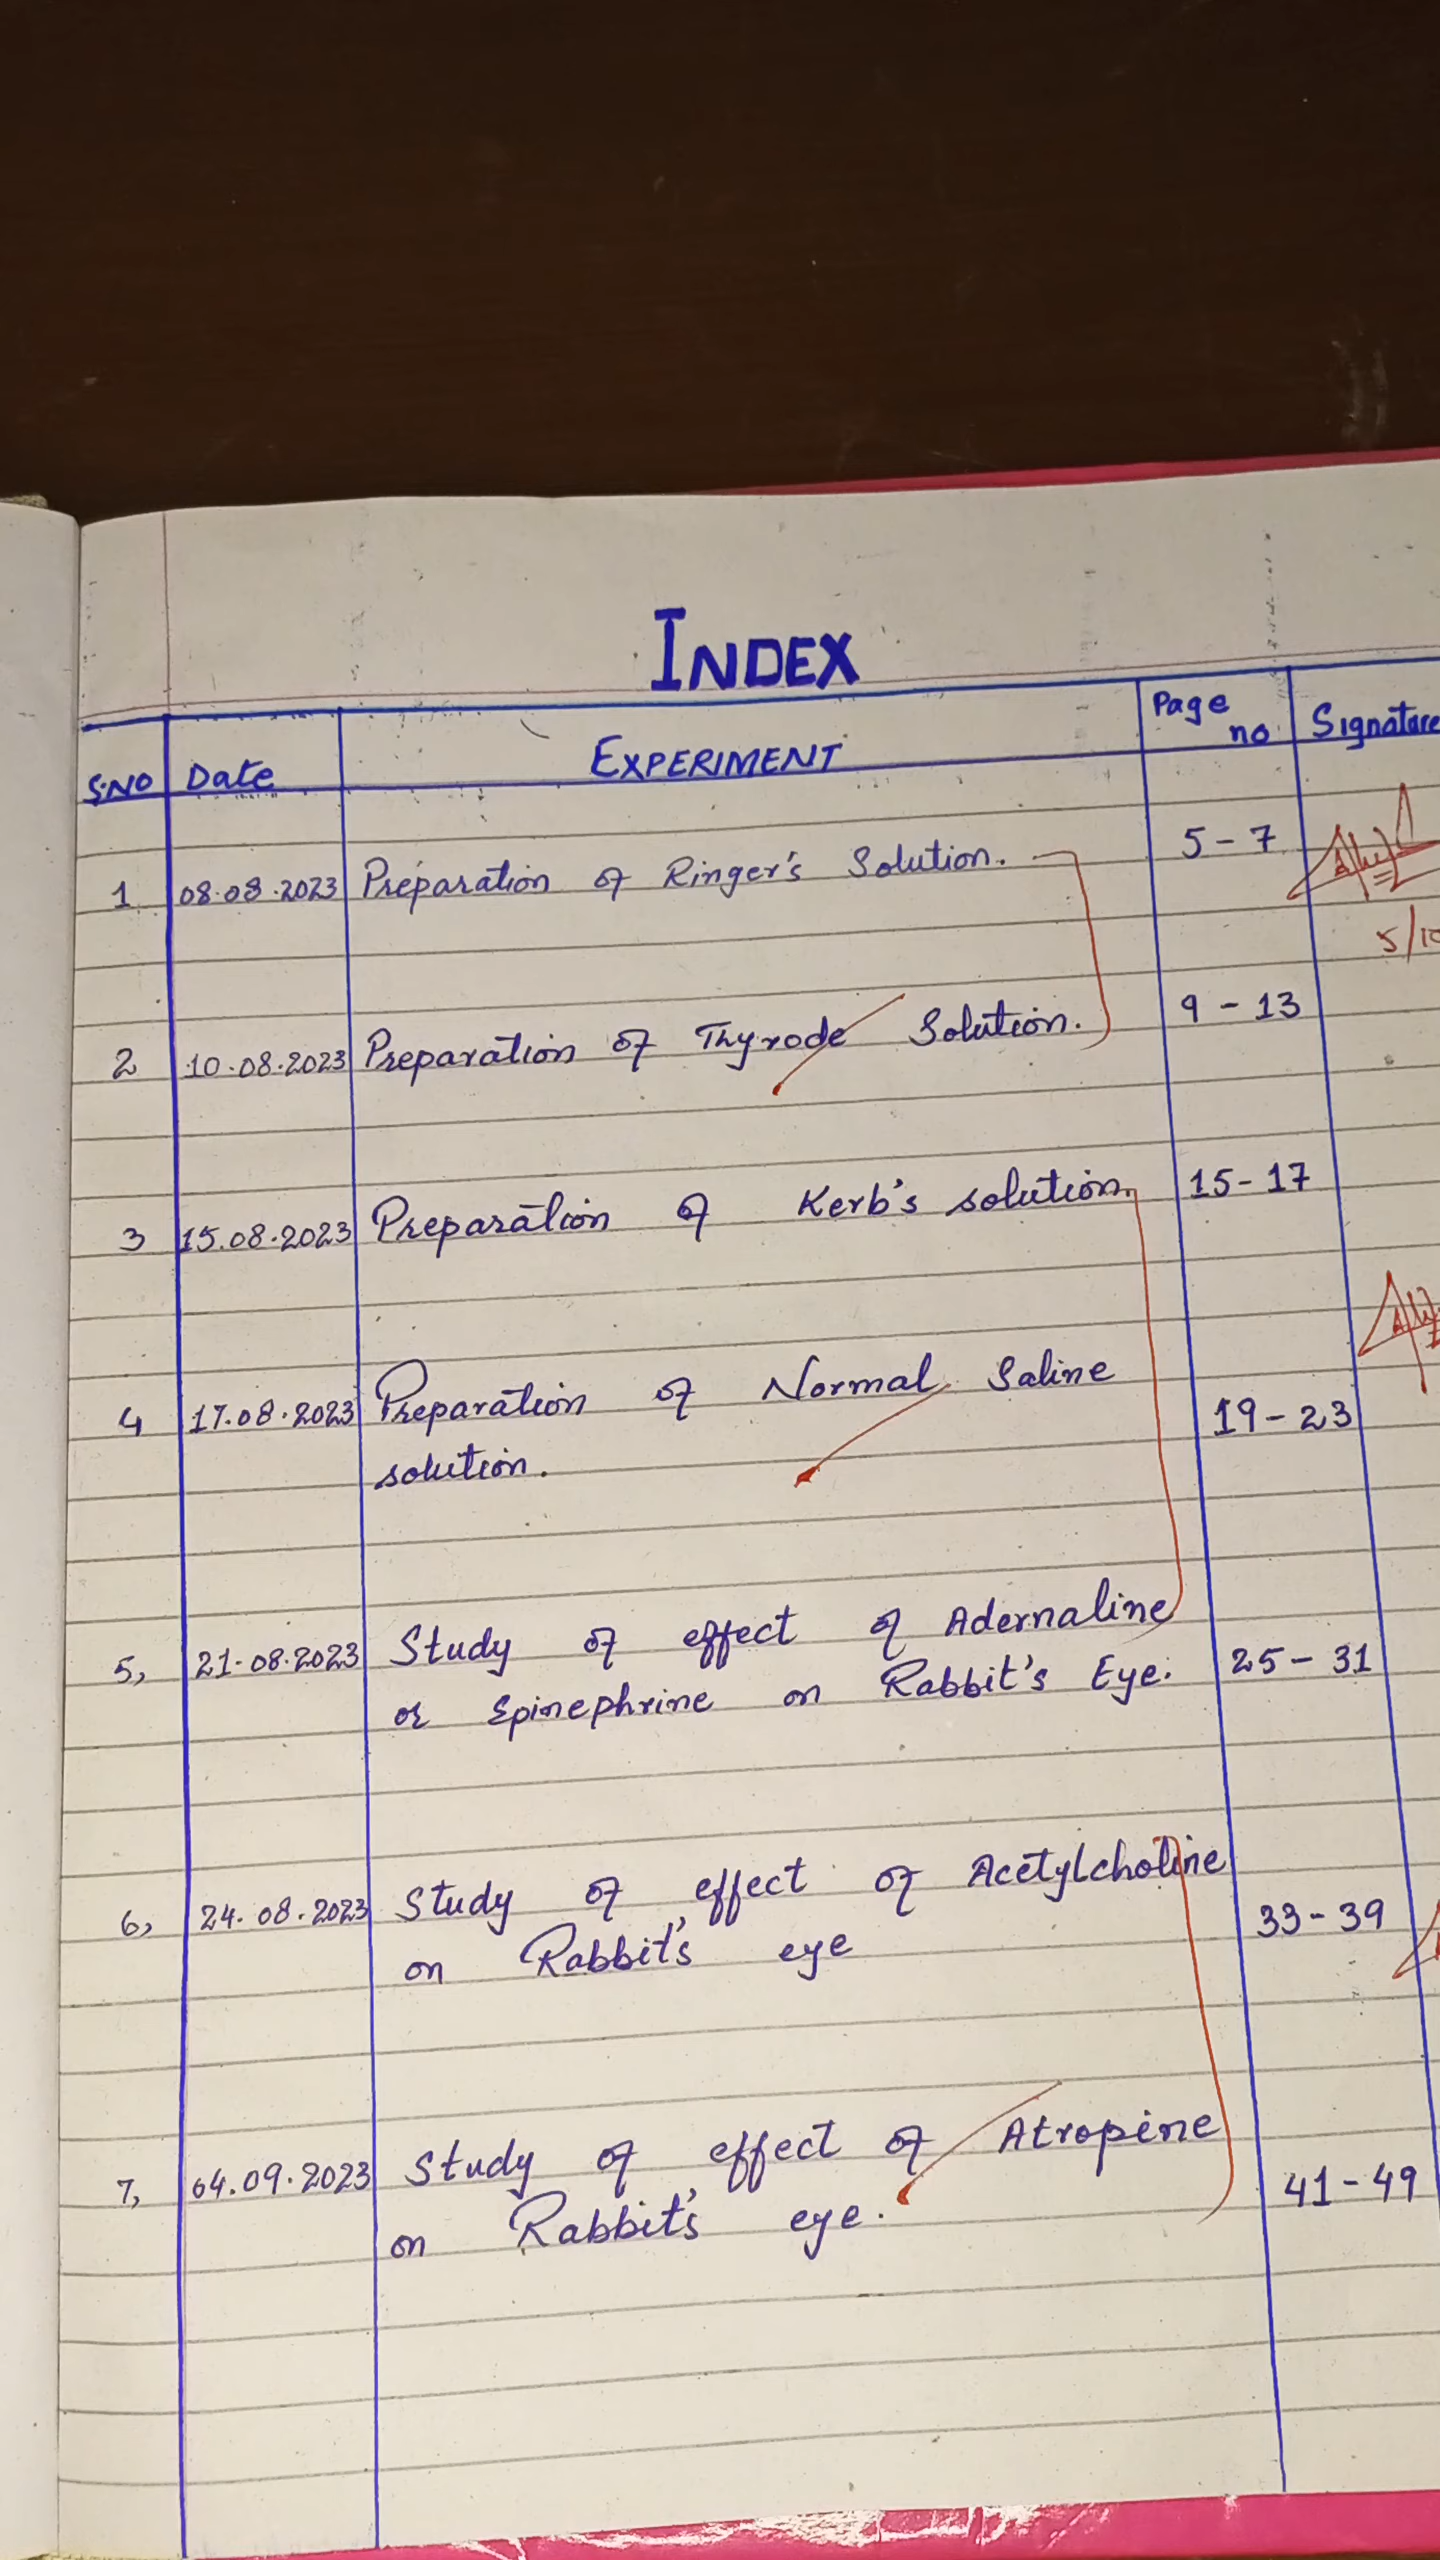 INDEX
S.NO Date EXPERIMENT Page no Signature
1 08.08.2023 Preparation of Ringer's Solution. 5-7
5/10
2 10.08.2023 Preparation of Thyrode Solution. 9-13
3 15.08.2023 Preparation of Kerb's solution 15-17
4 17.08.2023 Preparation of Normal Saline 19-23
solution.
5, 21.08.2023 Study of effect of Adernaline 25-31
or Epinephrine on Rabbit's Eye.
6, 24.08.2023 Study of effect of Acetylcholine 33-39
on Rabbit's eye
7, 04.09.2023 Study of effect of Atropine 41-49
on Rabbit's eye.